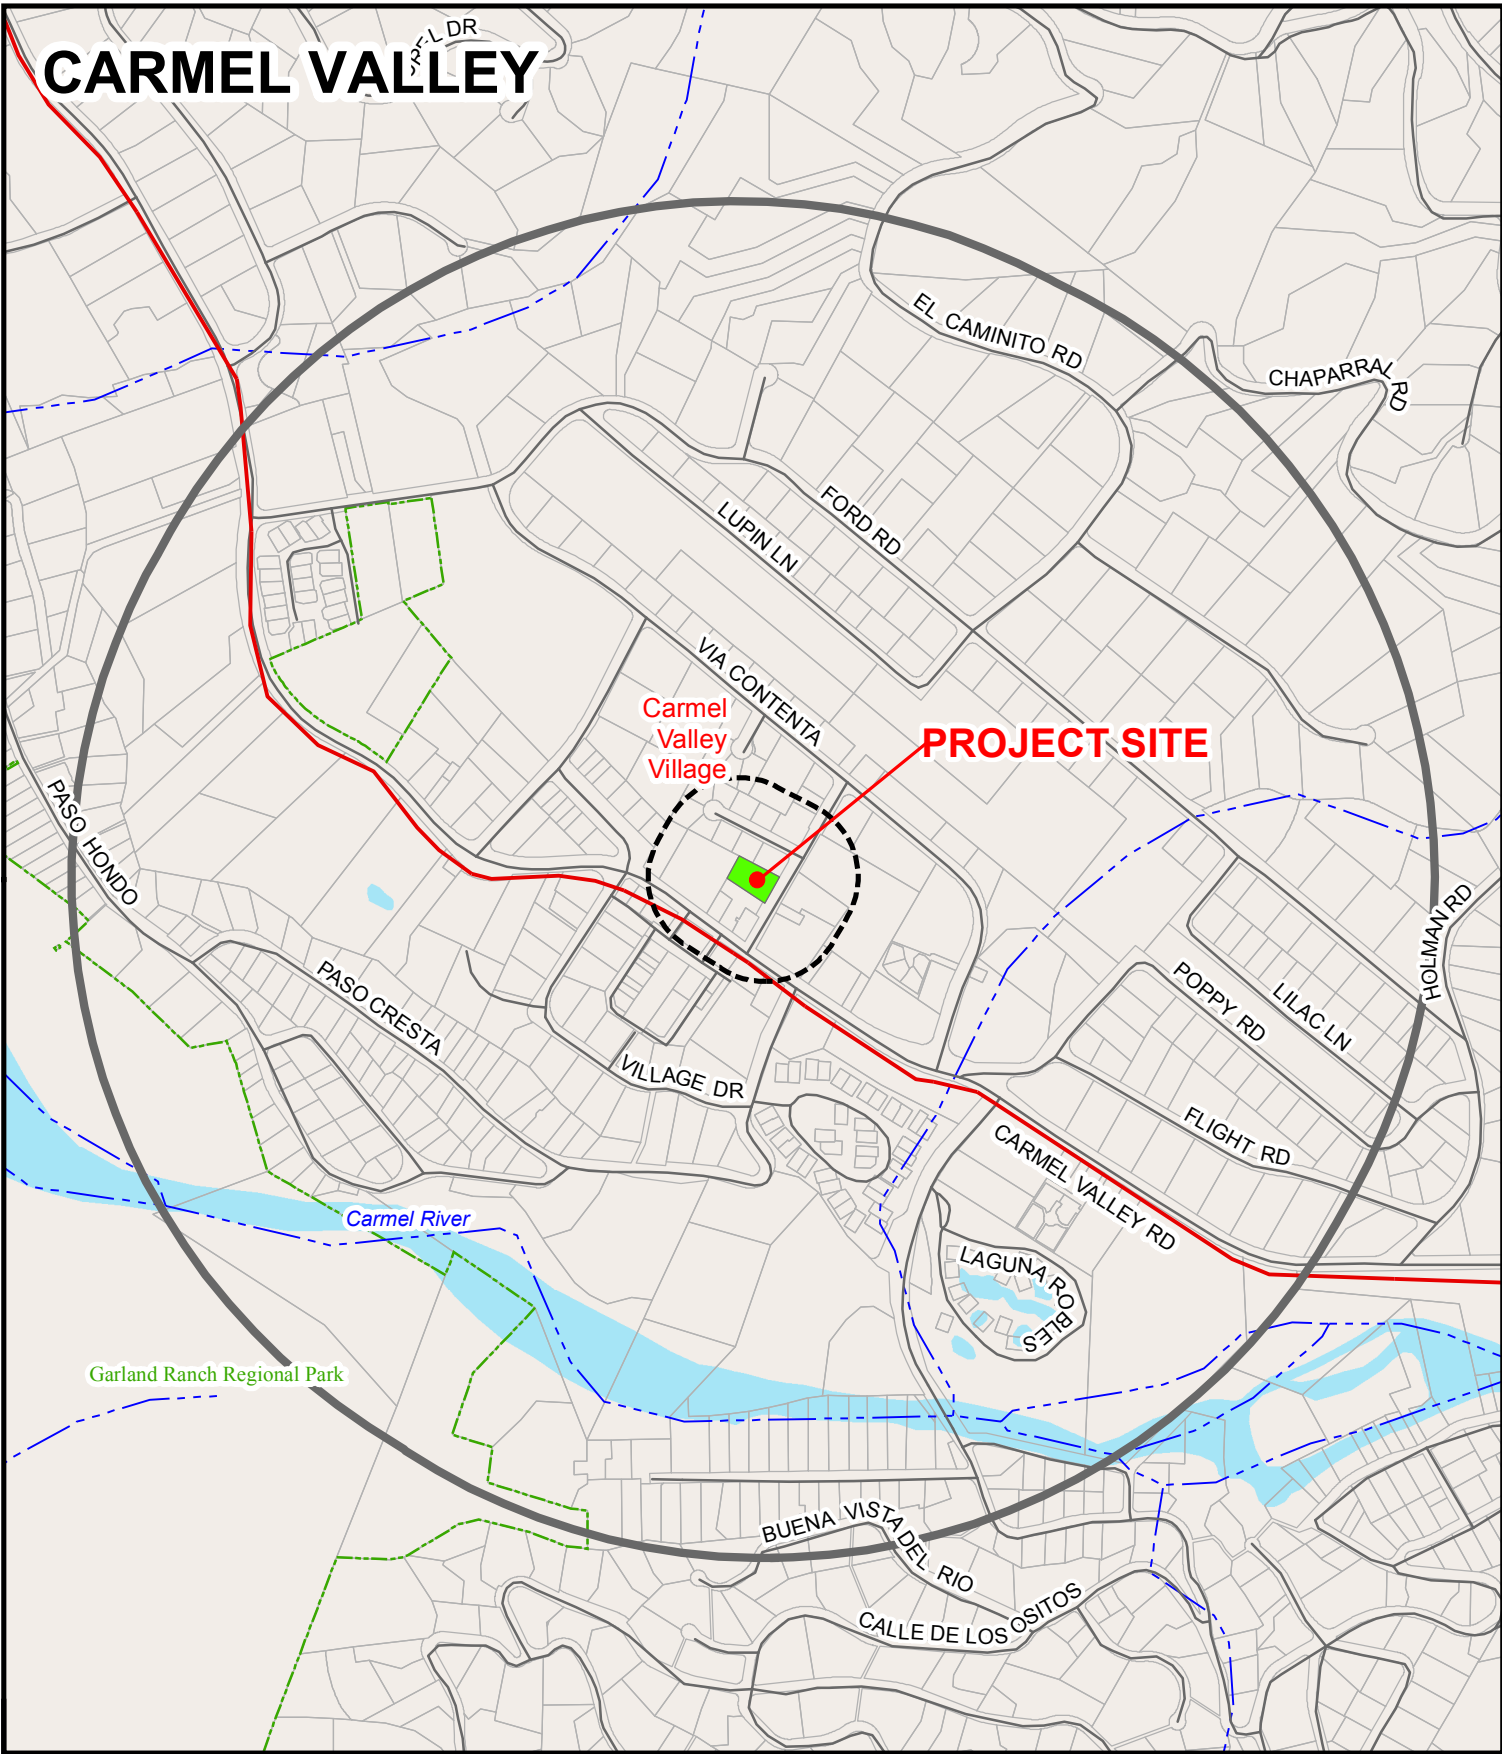 CARMEL VALLEY
EL CAMINITO RD
CHAPARRAL RD
FORD RD
LUPIN LN
VIA CONTENTA
Carmel
Valley
Village
PROJECT SITE
PASO HONDO
HOLMAN RD
PASO CRESTA
POPPY RD
LILAC LN
VILLAGE DR
FLIGHT RD
CARMEL VALLEY RD
Carmel River
LAGUNA ROBLES
Garland Ranch Regional Park
BUENA VISTA DEL RIO
CALLE DE LOS OSITOS